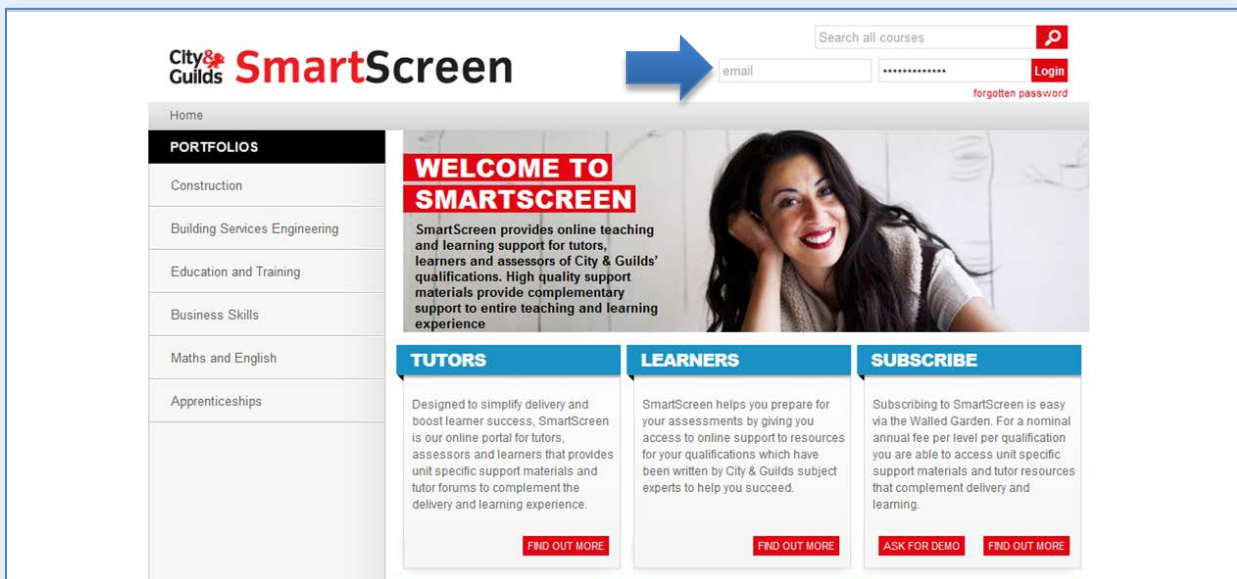 Search all courses
City&
Guilds SmartScreen
email ••••••••••••• Login
forgotten password
Home
PORTFOLIOS
Construction
Building Services Engineering
Education and Training
Business Skills
Maths and English
Apprenticeships
WELCOME TO
SMARTSCREEN
SmartScreen provides online teaching
and learning support for tutors,
learners and assessors of City & Guilds'
qualifications. High quality support
materials provide complementary
support to entire teaching and learning
experience
TUTORS
Designed to simplify delivery and
boost learner success, SmartScreen
is our online portal for tutors,
assessors and learners that provides
unit specific support materials and
tutor forums to complement the
delivery and learning experience.
FIND OUT MORE
LEARNERS
SmartScreen helps you prepare for
your assessments by giving you
access to online support to resources
for your qualifications which have
been written by City & Guilds subject
experts to help you succeed.
FIND OUT MORE
SUBSCRIBE
Subscribing to SmartScreen is easy
via the Walled Garden. For a nominal
annual fee per level per qualification
you are able to access unit specific
support materials and tutor resources
that complement delivery and
learning.
ASK FOR DEMO FIND OUT MORE